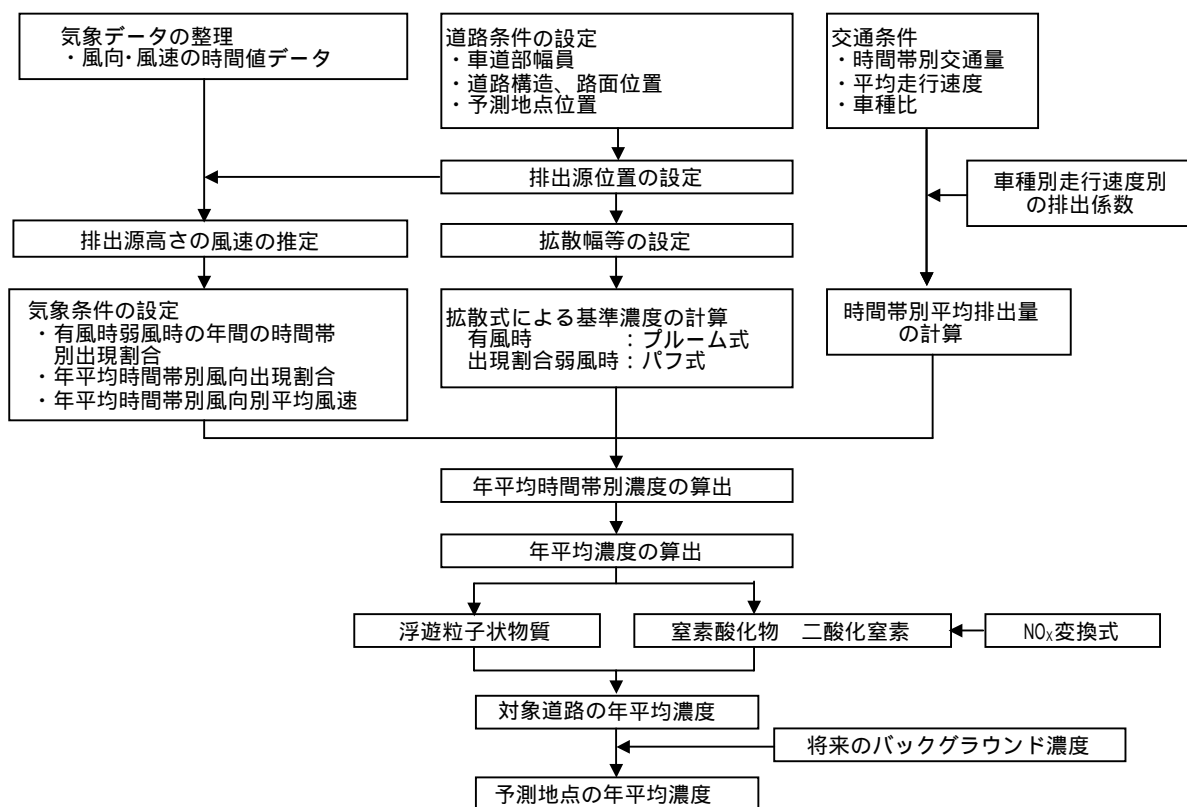 気象データの整理
・風向・風速の時間値データ
道路条件の設定
・車道部幅員
・道路構造、路面位置
・予測地点位置
交通条件
・時間帯別交通量
・平均走行速度
・車種比
排出源位置の設定
車種別走行速度別
の排出係数
排出源高さの風速の推定
拡散幅等の設定
気象条件の設定
・有風時弱風時の年間の時間帯
別出現割合
・年平均時間帯別風向出現割合
・年平均時間帯別風向別平均風速
拡散式による基準濃度の計算
有風時　　　　：プルーム式
出現割合弱風時：パフ式
時間帯別平均排出量
の計算
年平均時間帯別濃度の算出
年平均濃度の算出
浮遊粒子状物質
窒素酸化物　二酸化窒素
NOx変換式
対象道路の年平均濃度
将来のバックグラウンド濃度
予測地点の年平均濃度